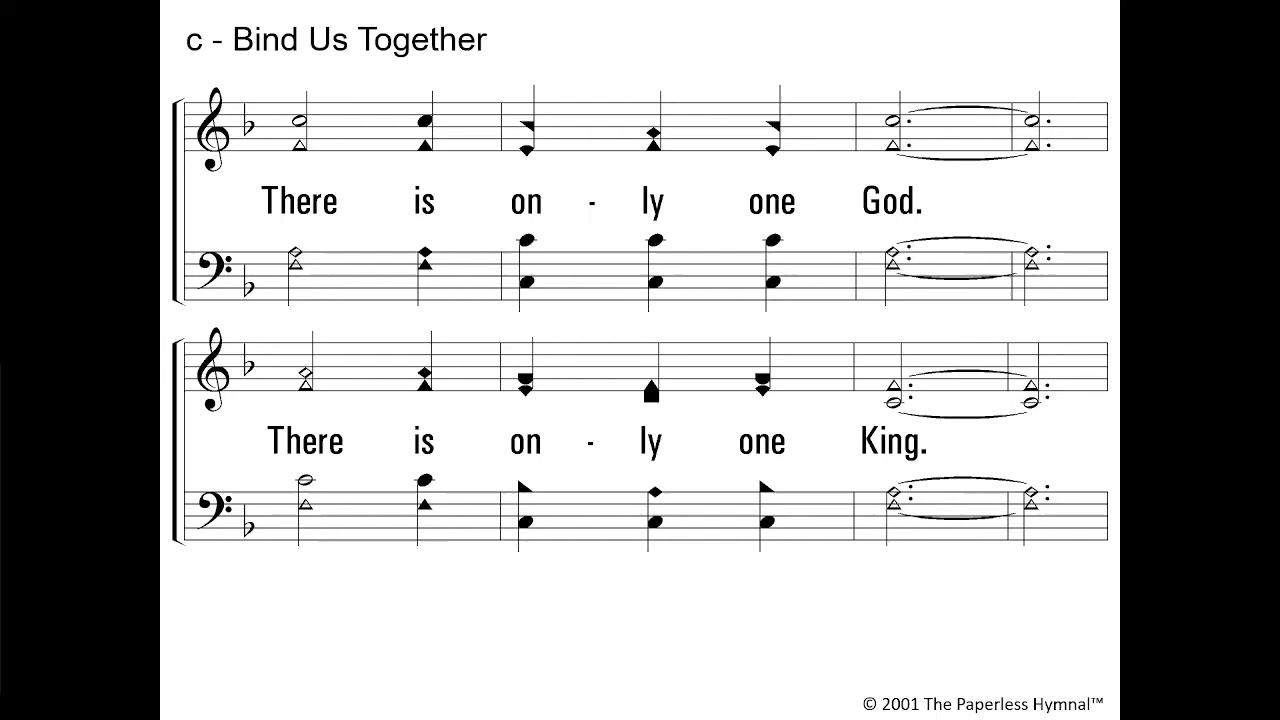 c - Bind Us Together
There is on - ly one God.
There is on - ly one King.
© 2001 The Paperless Hymnal™